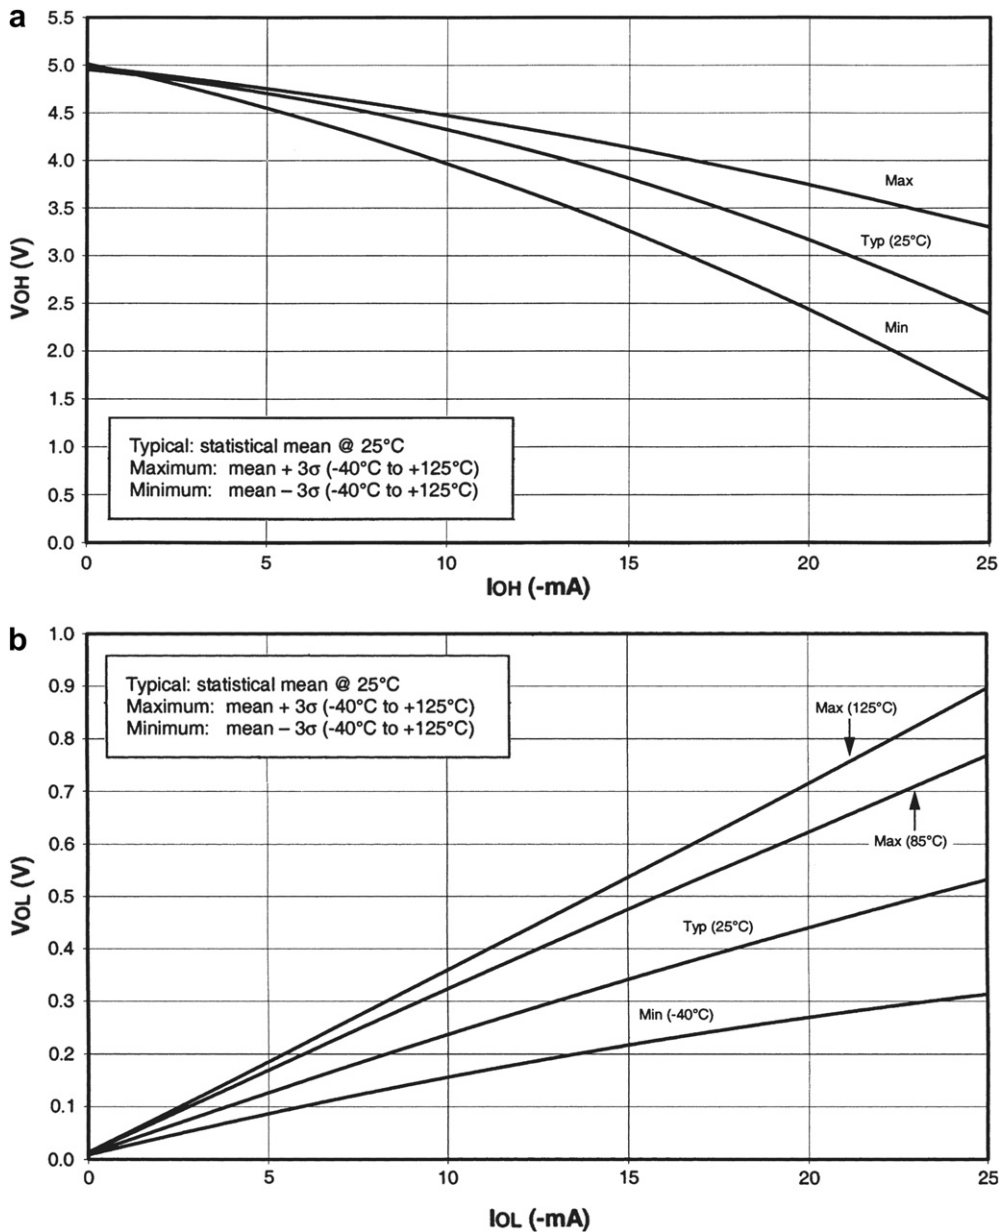 a
5.5
5.0
4.5
4.0
3.5
3.0
2.5
2.0
1.5
1.0
0.5
0.0
VOH (V)
Max
Typ (25°C)
Min
Typical: statistical mean @ 25°C
Maximum: mean + 3σ (-40°C to +125°C)
Minimum: mean – 3σ (-40°C to +125°C)
0 5 10 15 20 25
IOH (-mA)
b
1.0
0.9
0.8
0.7
0.6
0.5
0.4
0.3
0.2
0.1
0.0
VOL (V)
Typical: statistical mean @ 25°C
Maximum: mean + 3σ (-40°C to +125°C)
Minimum: mean – 3σ (-40°C to +125°C)
Max (125°C)
Max (85°C)
Typ (25°C)
Min (-40°C)
0 5 10 15 20 25
IOL (-mA)